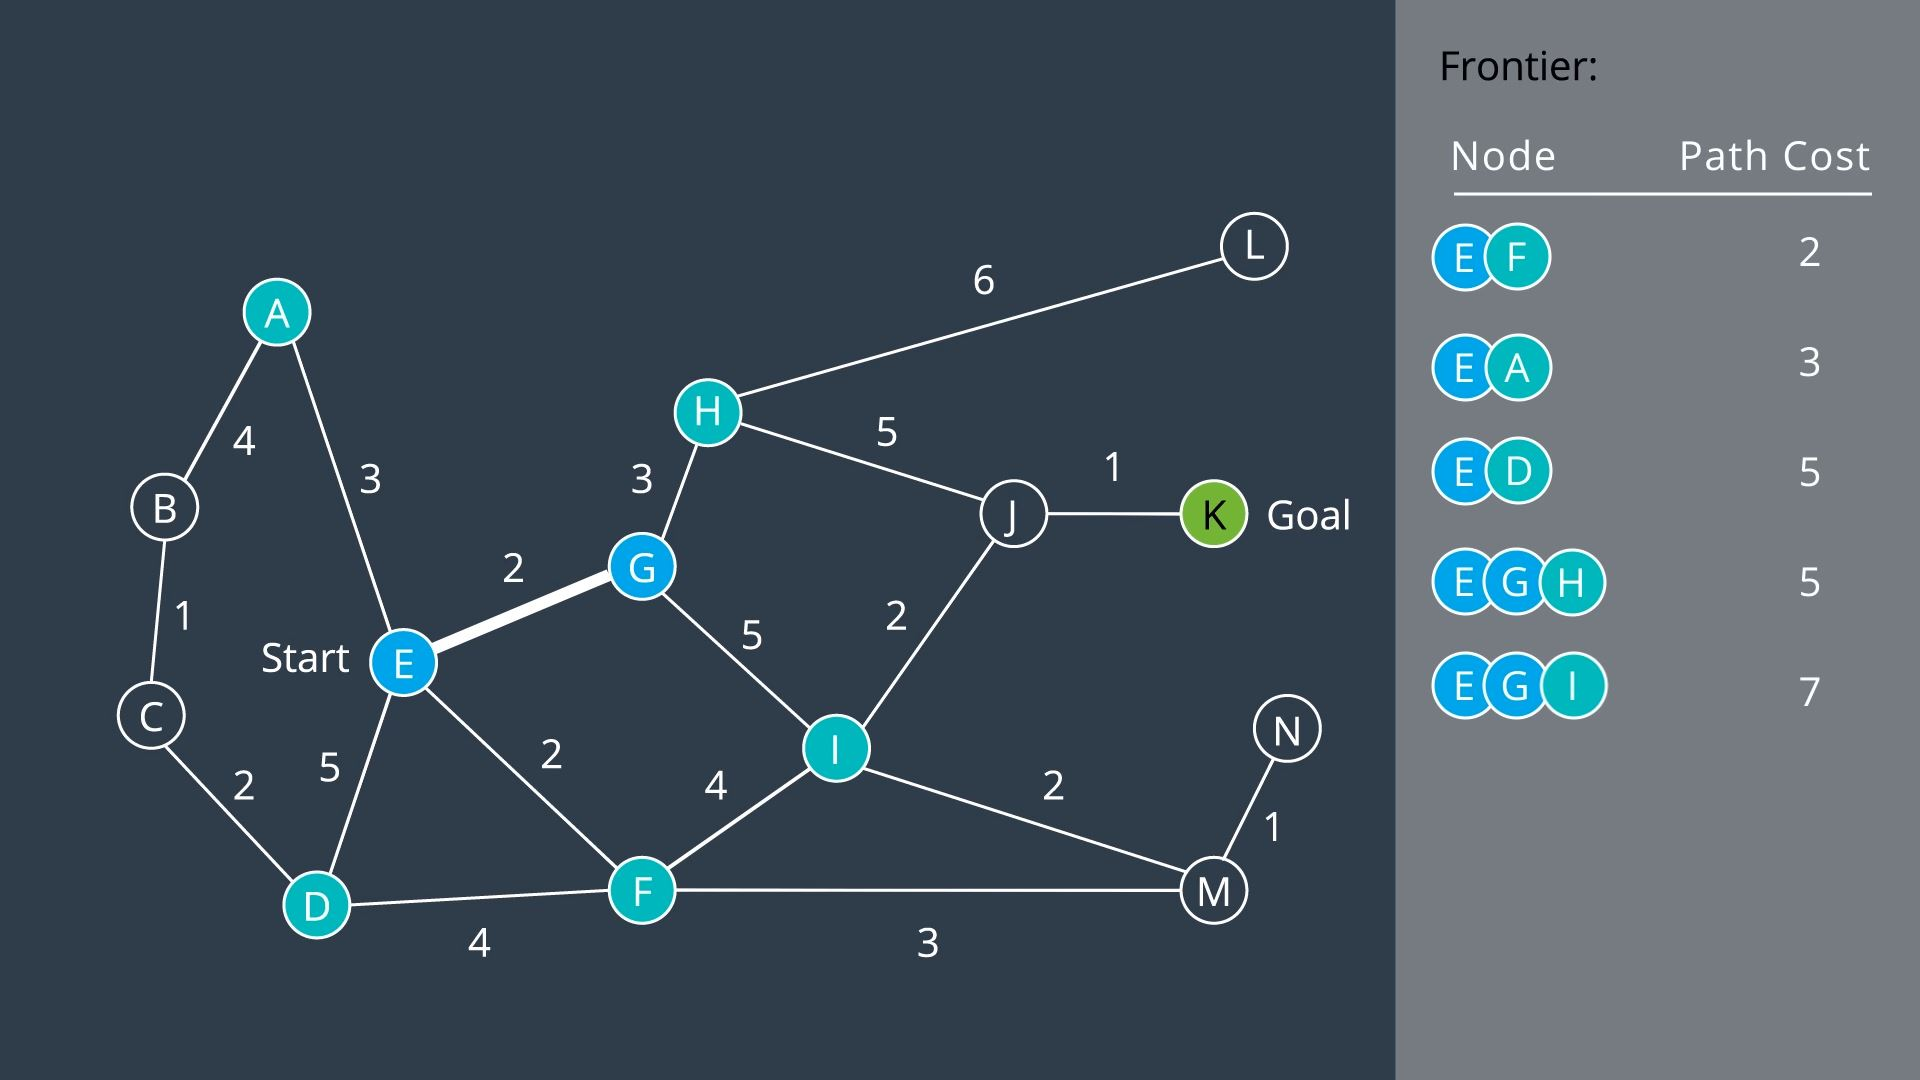 Frontier:
Node Path Cost
E F 2
E A 3
E D 5
E G H 5
E G I 7
L
6
A
H
4
5
3
3
1
B
J
K Goal
2
G
1
5
2
Start E
C
N
2
5
2
4
I
2
1
D
F
M
4
3